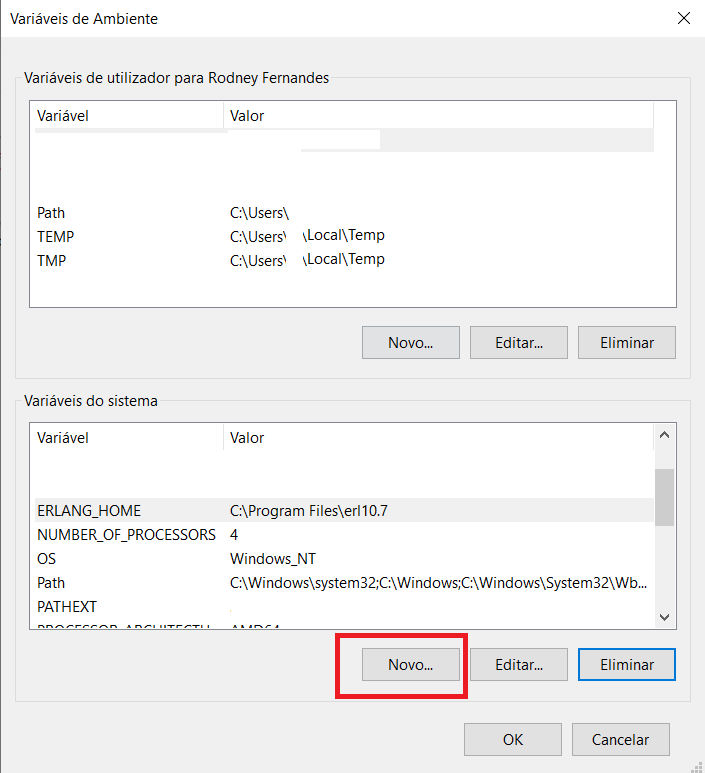 Variáveis de Ambiente
Variáveis de utilizador para Rodney Fernandes
Variável Valor
Path C:\Users\
TEMP C:\Users\ \Local\Temp
TMP C:\Users\ \Local\Temp
Novo... Editar... Eliminar
Variáveis do sistema
Variável Valor
ERLANG_HOME C:\Program Files\erl10.7
NUMBER_OF_PROCESSORS 4
OS Windows_NT
Path C:\Windows\system32;C:\Windows;C:\Windows\System32\Wb...
PATHEXT
PROCESSOR_ARCHITECTU AMD64
Novo... Editar... Eliminar
OK Cancelar